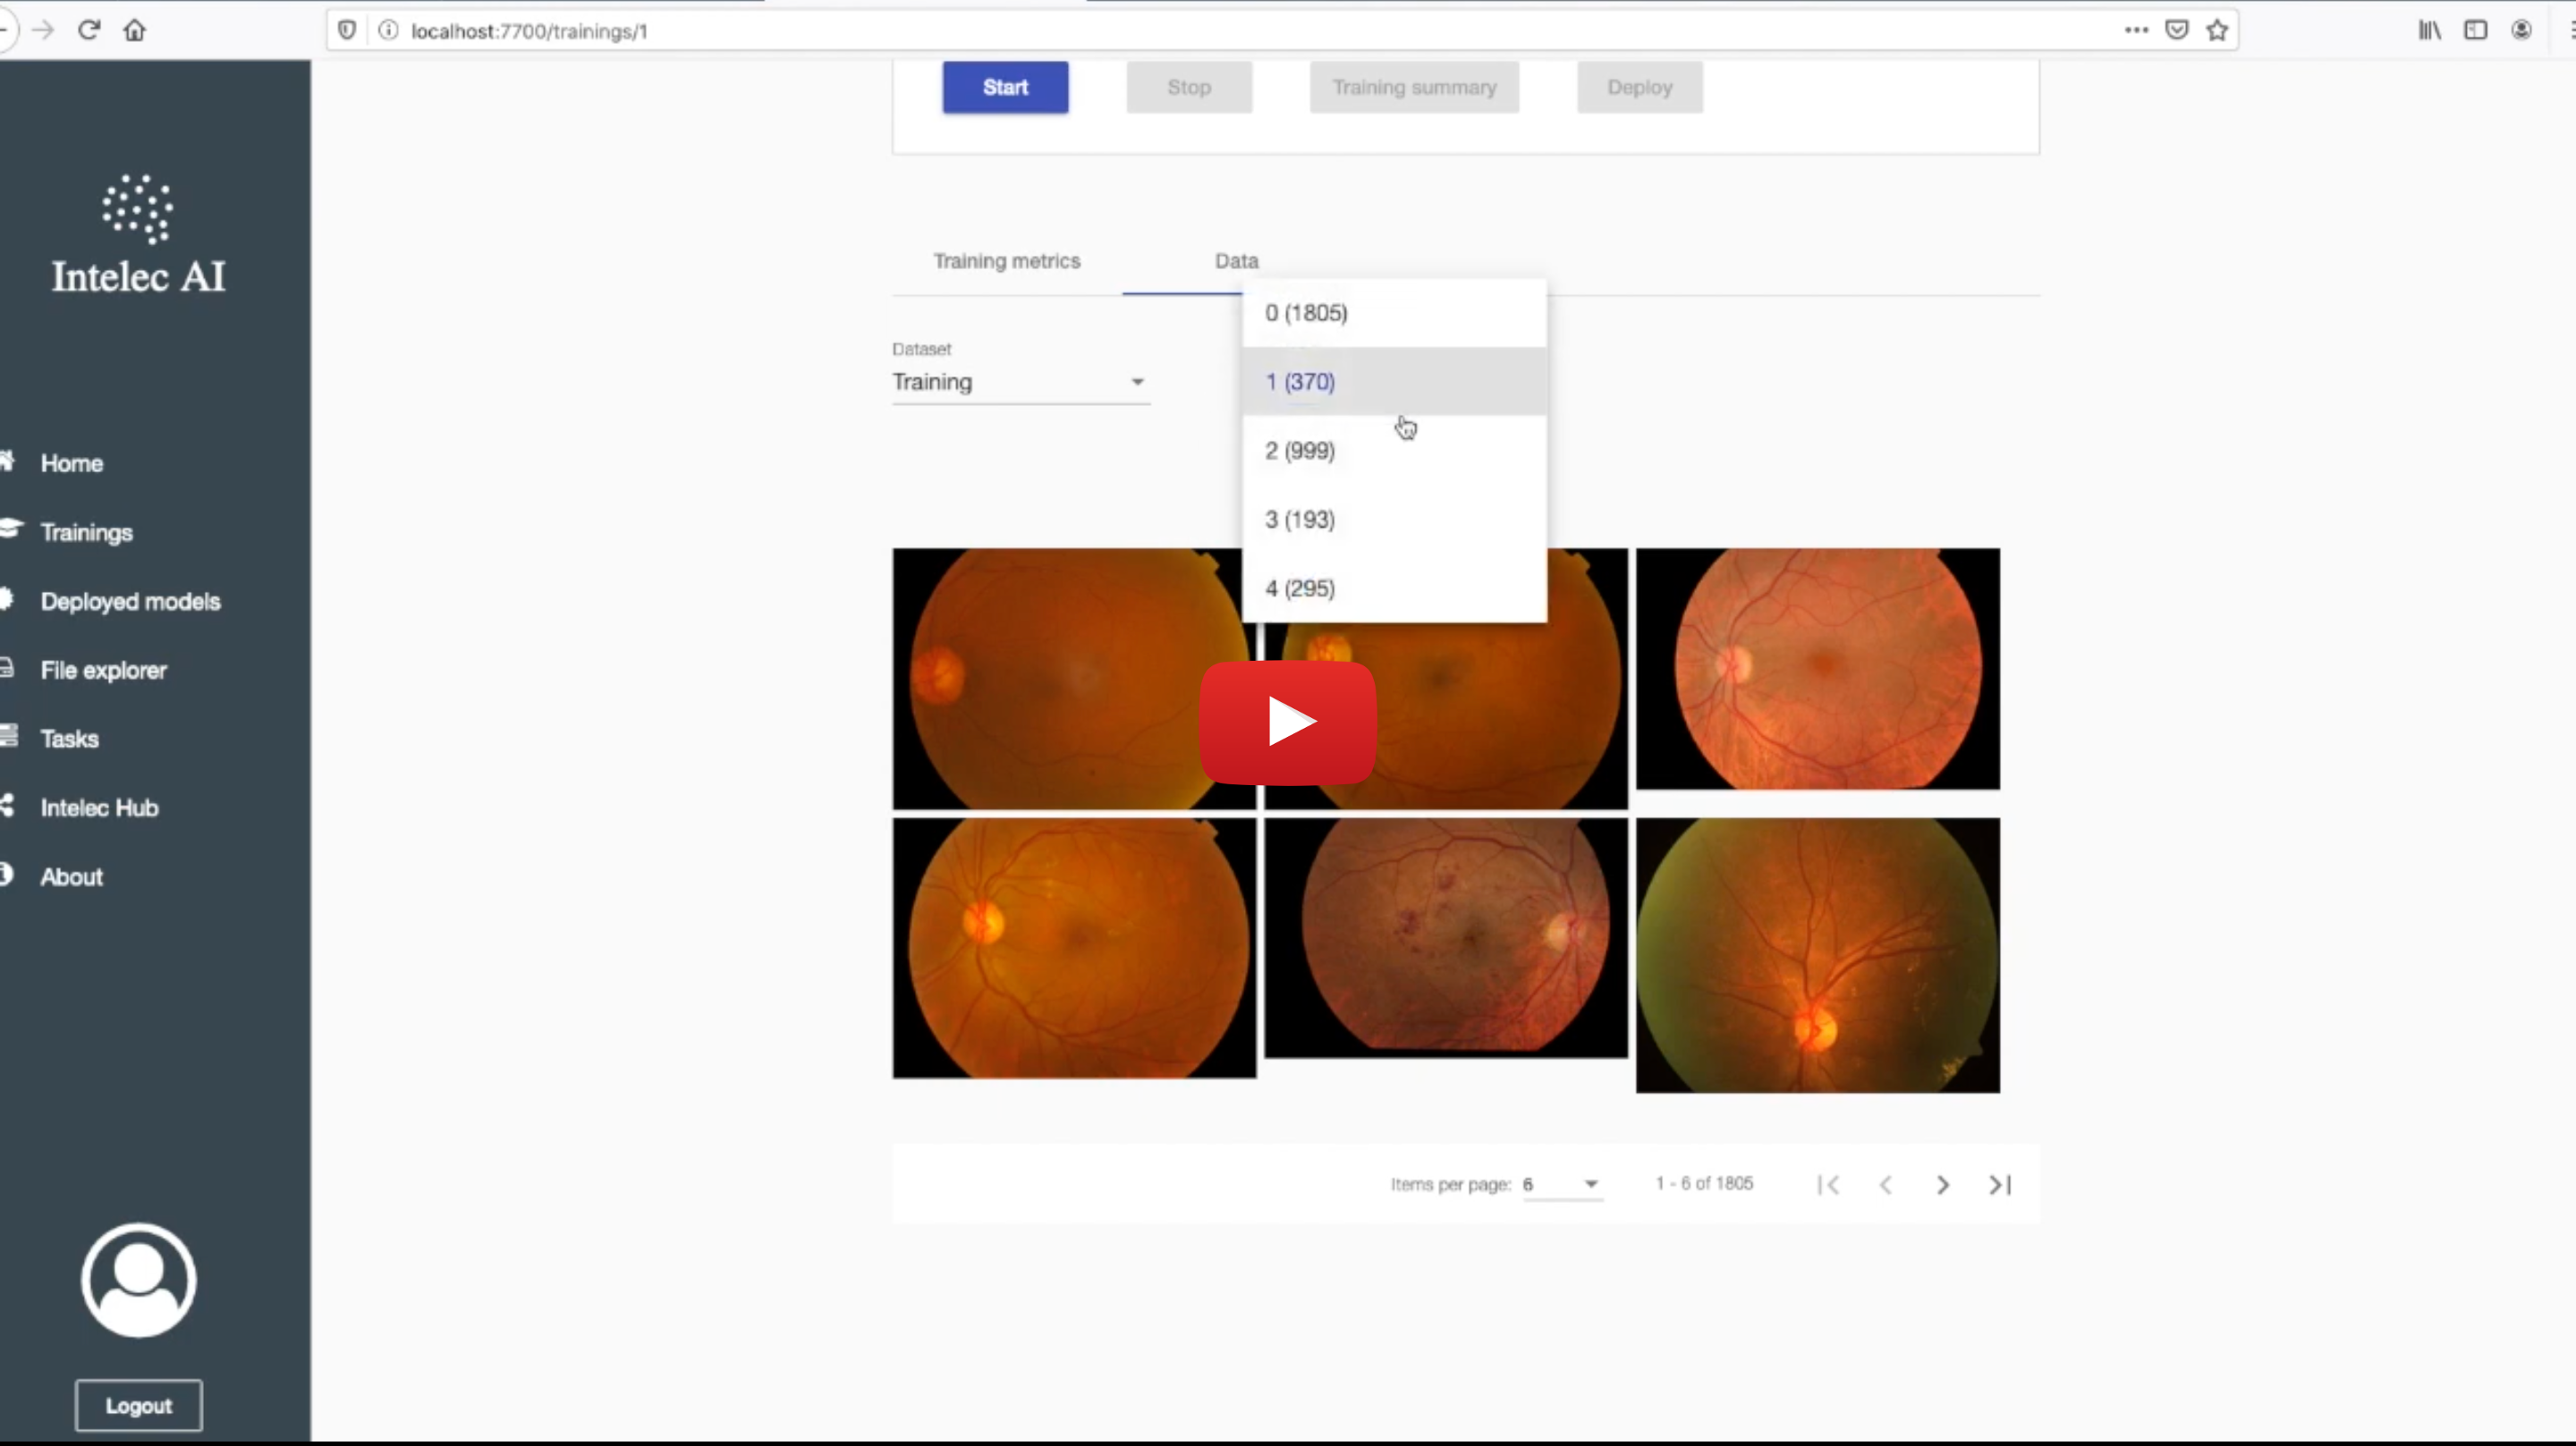 localhost:7700/trainings/1
Start
Stop
Training summary
Deploy
Intelec AI
Training metrics
Data
0 (1805)
Dataset
Training
1 (370)
2 (999)
3 (193)
4 (295)
Home
Trainings
Deployed models
File explorer
Tasks
Intelec Hub
About
Items per page: 6
1 - 6 of 1805
Logout